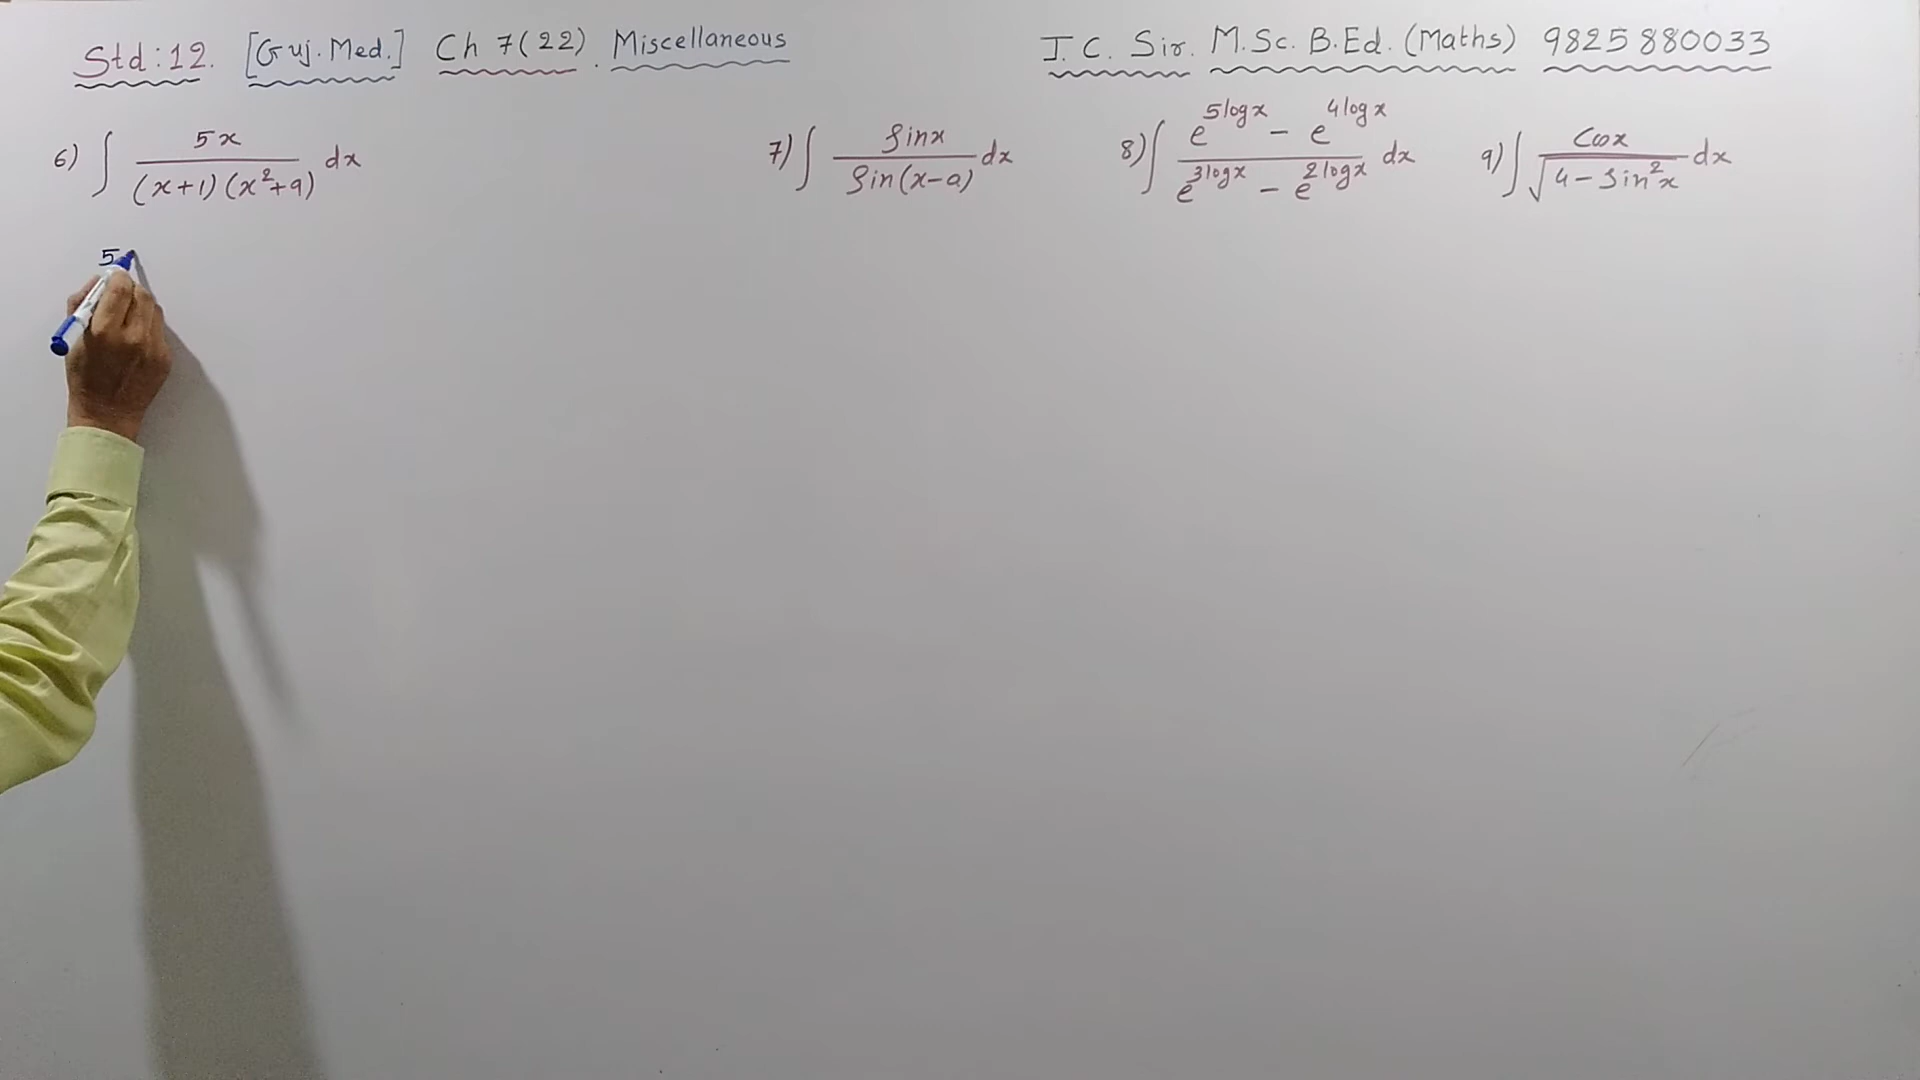 Std:12. [Guj. Med.] Ch 7(22). Miscellaneous I.C. Sir. M.Sc. B.Ed. (Maths) 9825880033
6) ∫ 5x / (x+1)(x²+9) dx 7) ∫ Sinx / Sin(x-a) dx 8) ∫ e^5logx - e^4logx / e^3logx - e^2logx dx 9) ∫ Cosx / √4-Sin²x dx
5